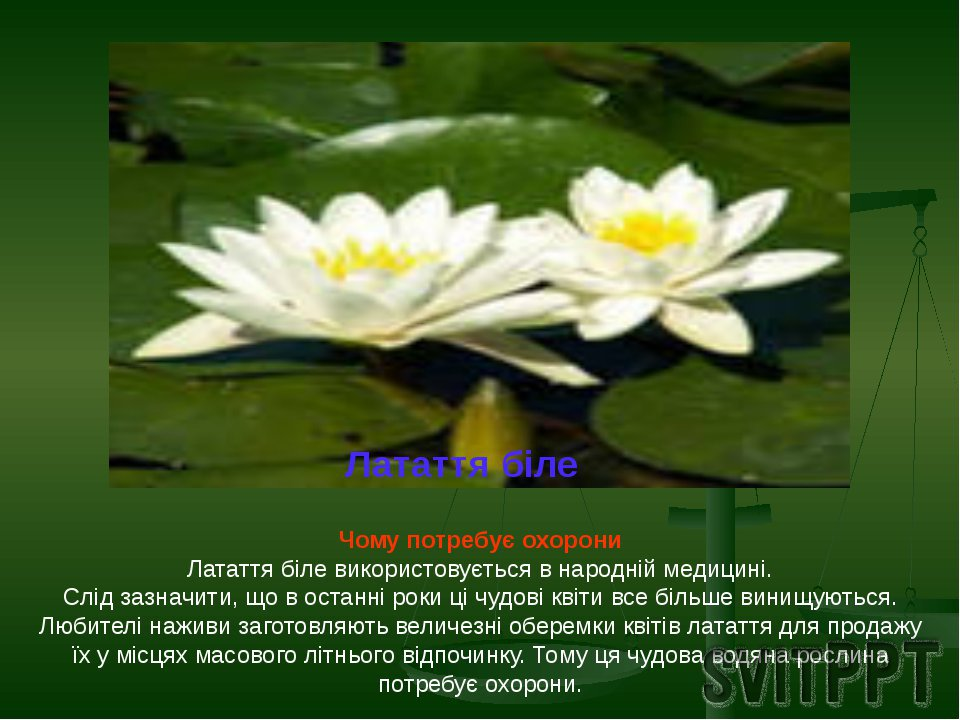 Латаття біле
Чому потребує охорони
Латаття біле використовується в народній медицині.
Слід зазначити, що в останні роки ці чудові квіти все більше винищуються.
Любителі наживи заготовляють величезні оберемки квітів латаття для продажу
їх у місцях масового літнього відпочинку. Тому ця чудова водяна рослина
потребує охорони.
SVITPPT